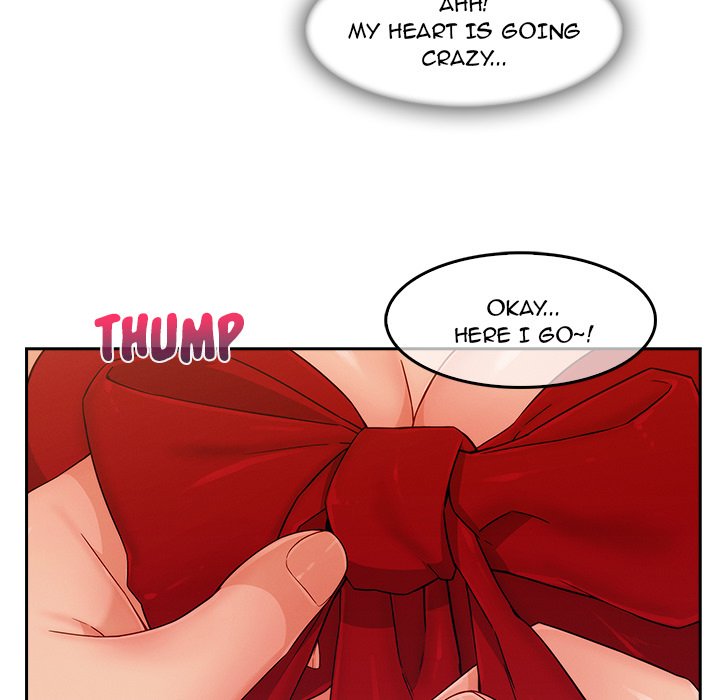 AHH!
MY HEART IS GOING
CRAZY...
OKAY...
HERE I GO~!
THUMP